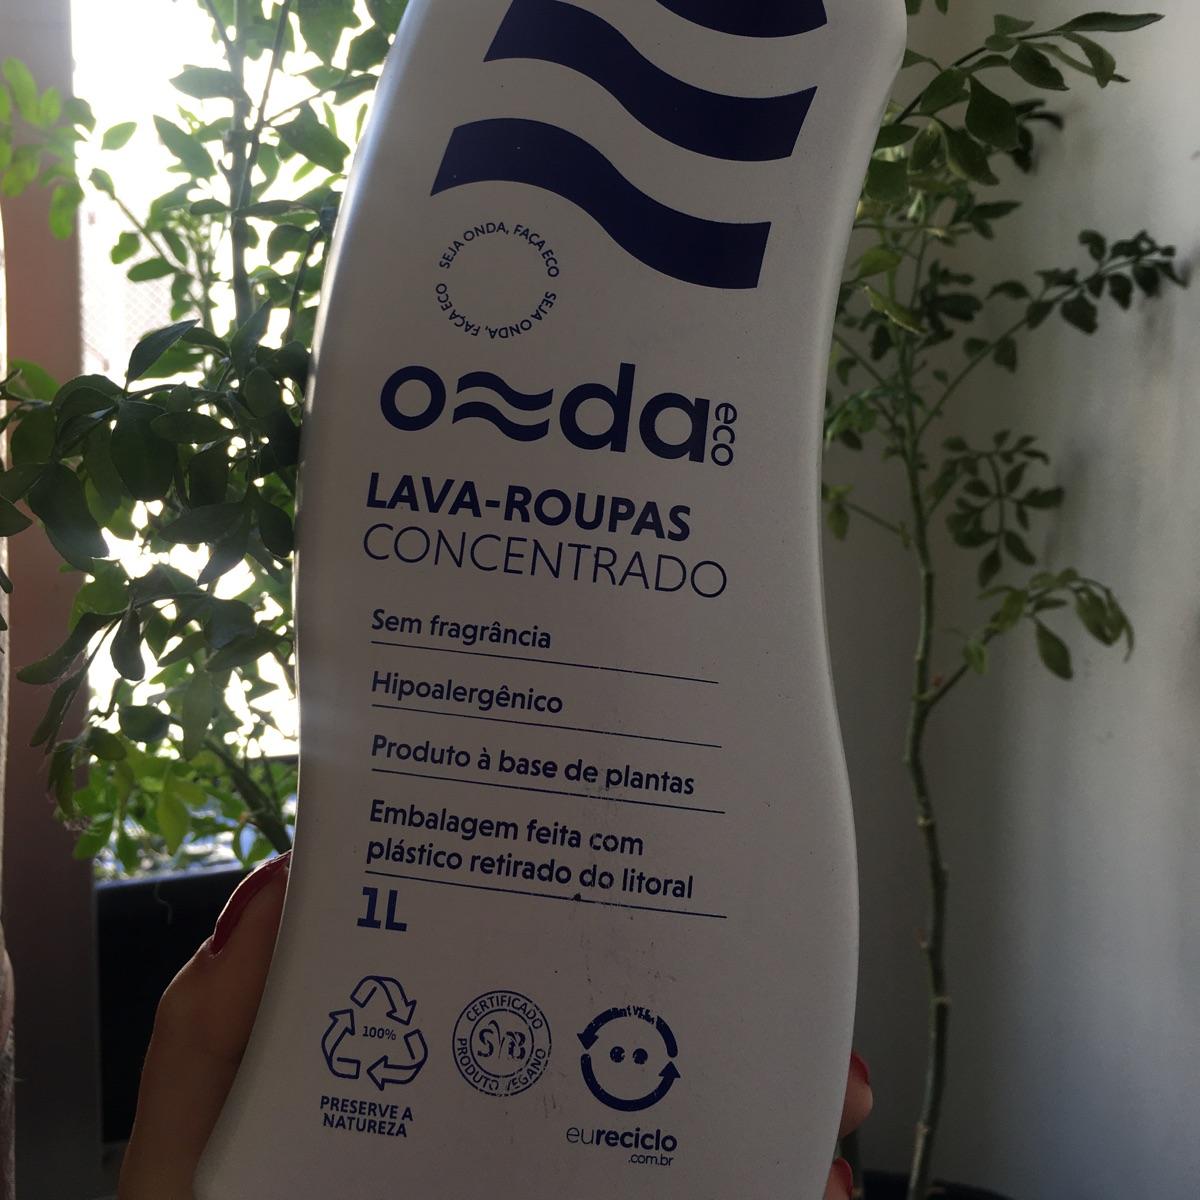 SEJA ONDA, FAÇA ECO SEJA ONDA, FAÇA ECO
onda eco
LAVA-ROUPAS
CONCENTRADO
Sem fragrância
Hipoalergênico
Produto à base de plantas
Embalagem feita com
plástico retirado do litoral
1L
100%
PRESERVE A
NATUREZA
CERTIFICADO
SVB
PRODUTO VEGANO
eureciclo
.com.br